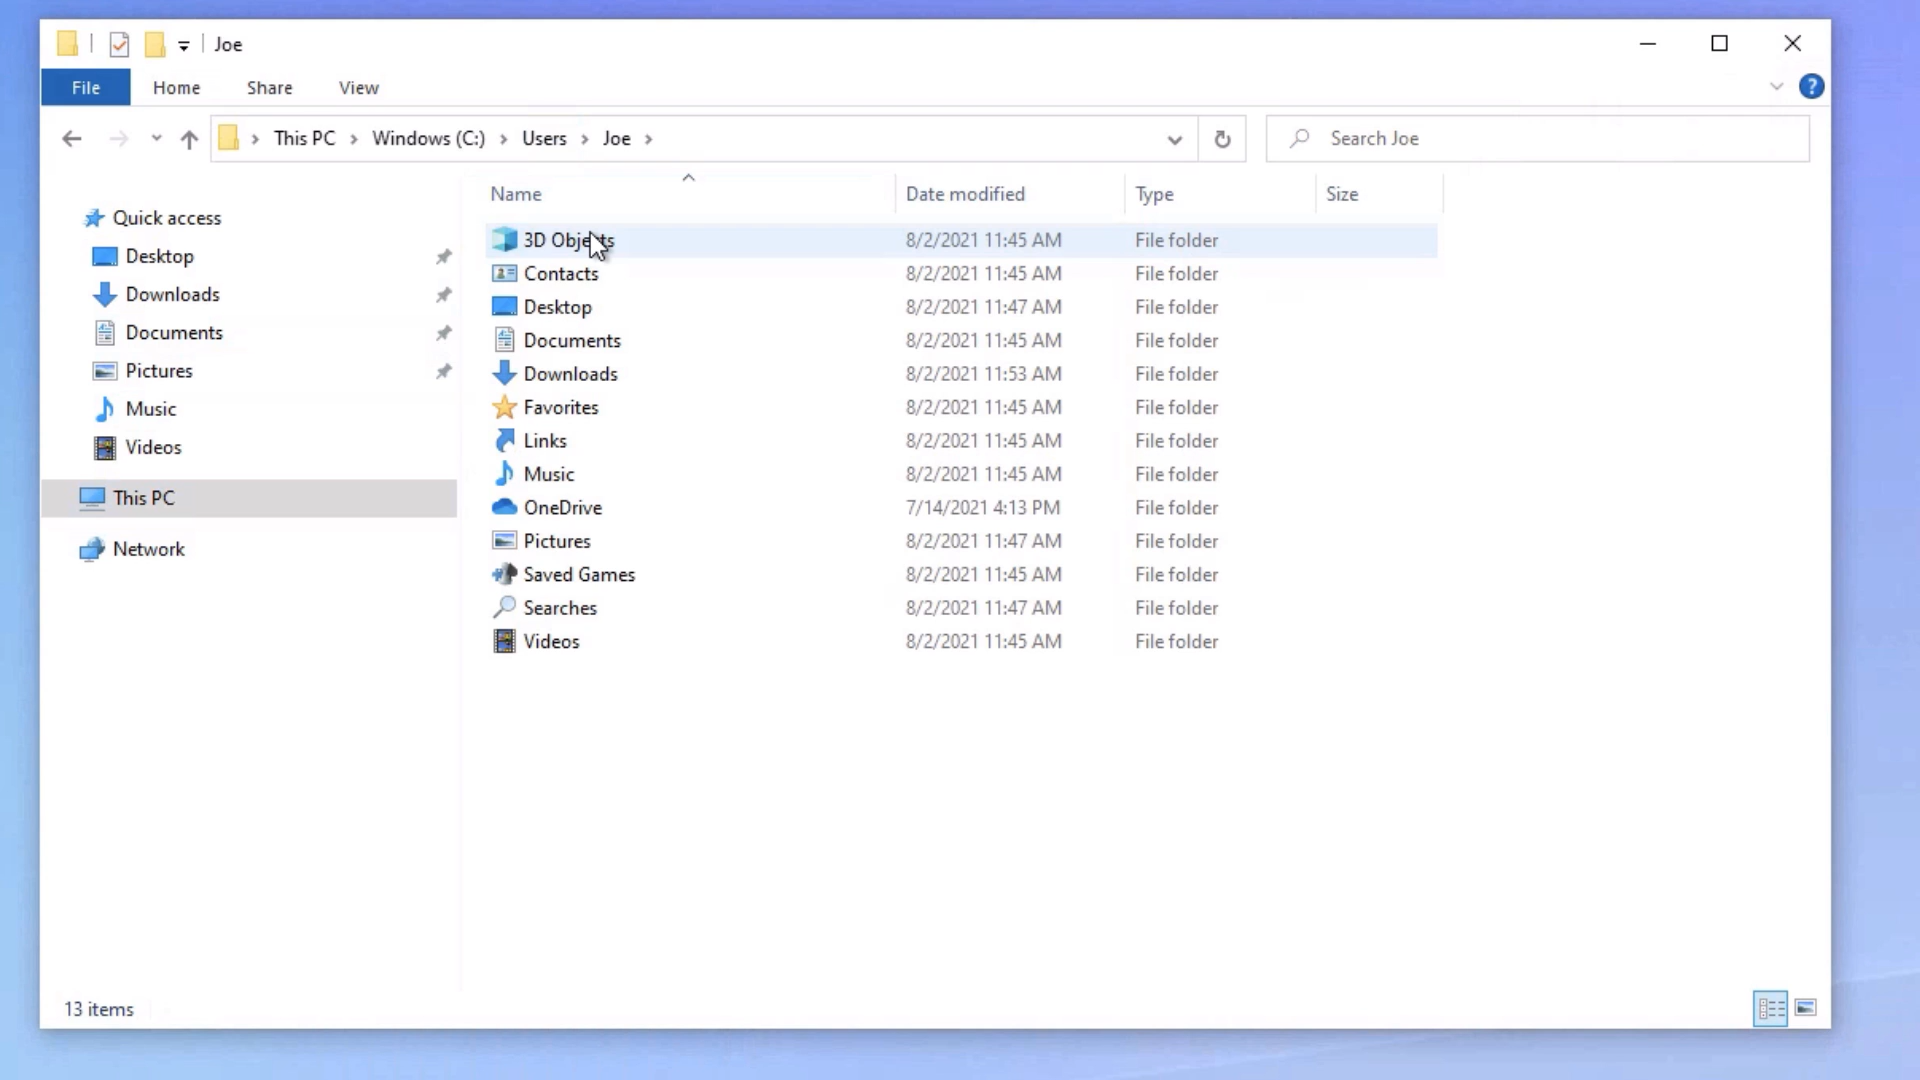 Joe
File Home Share View ?
This PC > Windows (C:) > Users > Joe >
Search Joe
Name Date modified Type Size
Quick access
Desktop
Downloads
Documents
Pictures
Music
Videos
This PC
Network
3D Objects 8/2/2021 11:45 AM File folder
Contacts 8/2/2021 11:45 AM File folder
Desktop 8/2/2021 11:47 AM File folder
Documents 8/2/2021 11:45 AM File folder
Downloads 8/2/2021 11:53 AM File folder
Favorites 8/2/2021 11:45 AM File folder
Links 8/2/2021 11:45 AM File folder
Music 8/2/2021 11:45 AM File folder
OneDrive 7/14/2021 4:13 PM File folder
Pictures 8/2/2021 11:47 AM File folder
Saved Games 8/2/2021 11:45 AM File folder
Searches 8/2/2021 11:47 AM File folder
Videos 8/2/2021 11:45 AM File folder
13 items